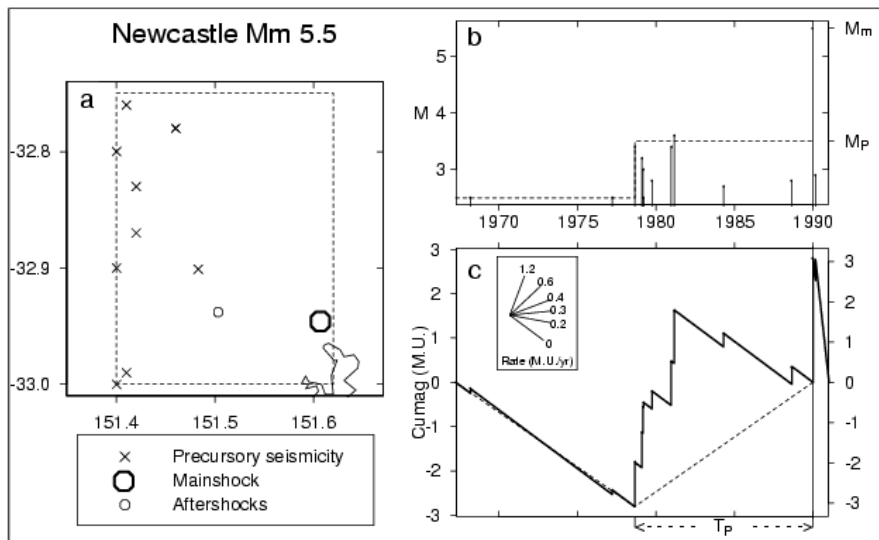 Newcastle Mm 5.5
a
-32.8
-32.9
-33.0
151.4 151.5 151.6
Precursory seismicity
Mainshock
Aftershocks
b
5
M 4
3
Mm
MP
1970 1975 1980 1985 1990
c
3
2
1
0
-1
-2
-3
Cumag (M.U.)
1.2
0.6
0.4
0.3
0.2
0
Rate (M.U./yr)
3
2
1
0
-1
-2
-3
TP